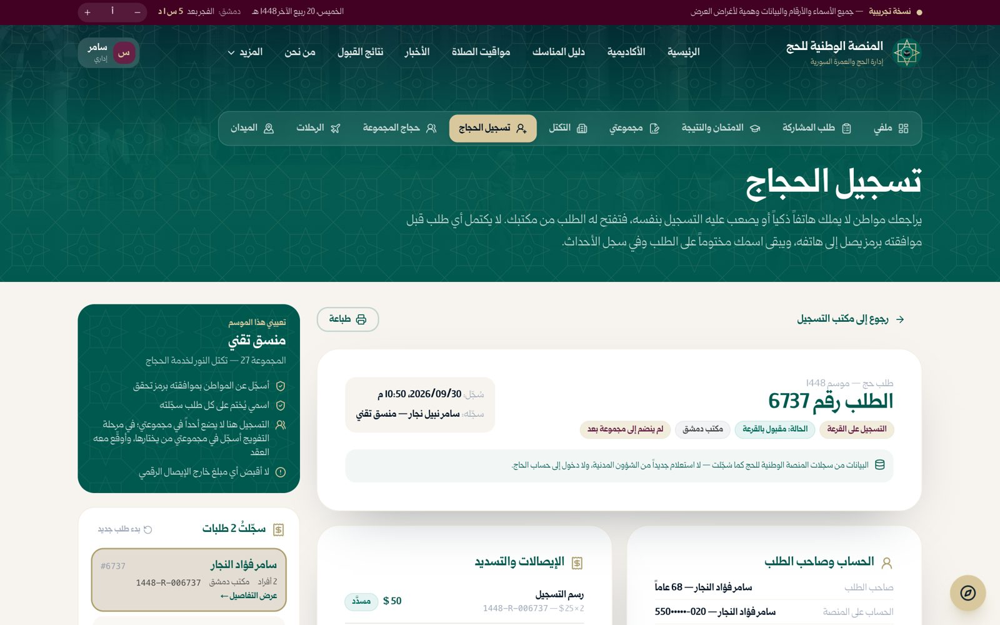 نسخة تجريبية — جميع الأسماء والأرقام والبيانات وهمية لأغراض العرض
الخميس، 20 ربيع الآخر 1448 هـ
دمشق: الفجر بعد 5 س 1 د
− أ +
المنصة الوطنية للحج
إدارة الحج والعمرة السورية
الرئيسية
الأكاديمية
دليل المناسك
مواقيت الصلاة
الأخبار
نتائج القبول
من نحن
المزيد
س
سامر
إداري
ملفي
طلب المشاركة
الامتحان والنتيجة
مجموعتي
التكتل
تسجيل الحجاج
حجاج المجموعة
الرحلات
الميدان
تسجيل الحجاج
يراجعك مواطن لا يملك هاتفاً ذكياً أو يصعب عليه التسجيل بنفسه، فتفتح له الطلب من مكتبك. لا يكتمل أي طلب قبل
موافقته برمز يصل إلى هاتفه، ويبقى اسمك مختوماً على الطلب وفي سجل الأحداث.
رجوع إلى مكتب التسجيل
طباعة
طلب حج — موسم 1448
الطلب رقم 6737
التسجيل على القرعة
الحالة: مقبول بالقرعة
مكتب دمشق
لم ينضم إلى مجموعة بعد
سُجّل: 2026/09/30، 10:50 م
سجّله: سامر نبيل نجار — منسق تقني
البيانات من سجلات المنصة الوطنية للحج كما سُجّلت — لا استعلام جديداً من الشؤون المدنية، ولا دخول إلى حساب الحاج.
الحساب وصاحب الطلب
صاحب الطلب
سامر فؤاد النجار — 68 عاماً
الحساب على المنصة
سامر فؤاد النجار — 020-•••••550
الإيصالات والتسديد
رسم التسجيل
1448-R-006737 — $25×2
$ 50
مسدَّد
تعييني هذا الموسم
منسق تقني
المجموعة 27 — تكتل النور لخدمة الحجاج
أسجّل عن المواطن بموافقته برمز تحقق
اسمي يُختم على كل طلب سجّلته
التسجيل هنا لا يضع أحداً في مجموعتي؛ في مرحلة
التفويج أسجّل في مجموعتي من يختارها، وأوقّع معه
العقد
لا أقبض أي مبلغ خارج الإيصال الرقمي
سجّلتُ 2 طلبات
بدء طلب جديد
سامر فؤاد النجار
#6737
2 أفراد
مكتب دمشق
1448-R-006737
عرض التفاصيل ←